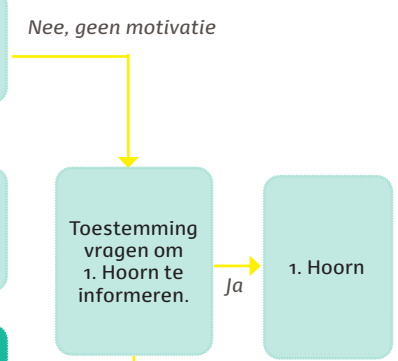 Nee, geen motivatie
Toestemming
vragen om
1. Hoorn te
informeren.
Ja
1. Hoorn